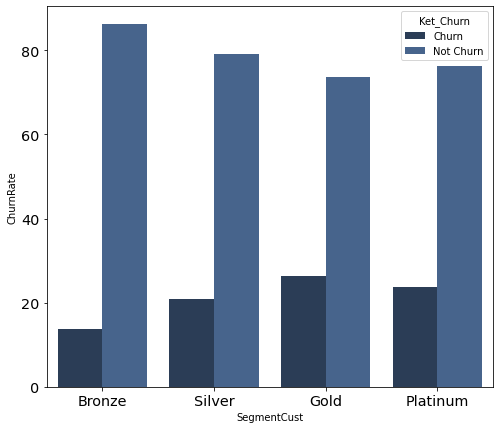 Ket_Churn
Churn
Not Churn
ChurnRate
80
60
40
20
0
Bronze Silver Gold Platinum
SegmentCust